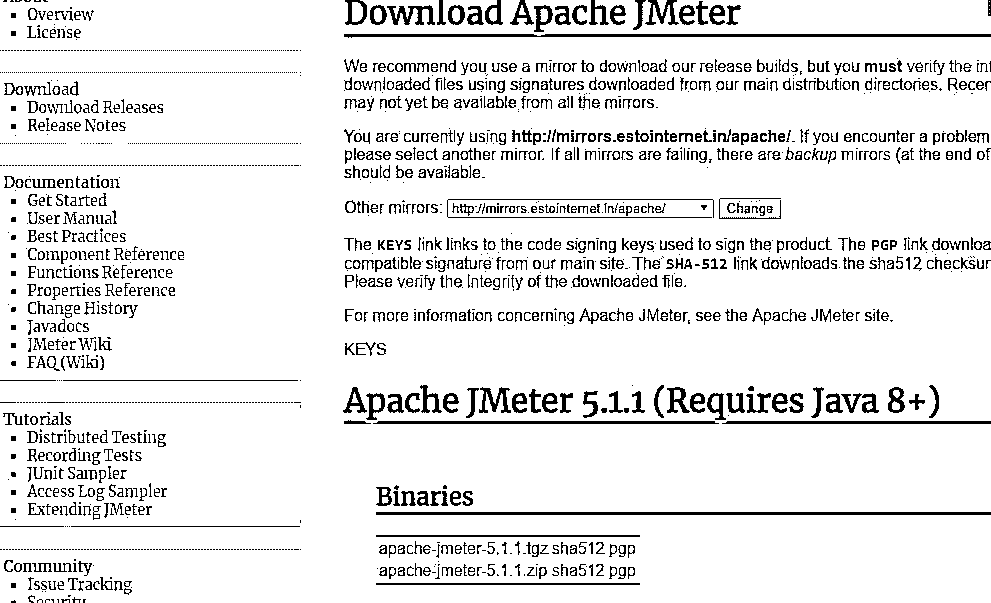 Overview
License
Download
Download Releases
Release Notes
Documentation
Get Started
User Manual
Best Practices
Component Reference
Functions Reference
Properties Reference
Change History
Javadocs
JMeter Wiki
FAQ (Wiki)
Tutorials
Distributed Testing
Recording Tests
JUnit Sampler
Access Log Sampler
Extending JMeter
Community
Issue Tracking
Security
Download Apache JMeter
We recommend you use a mirror to download our release builds, but you must verify the
downloaded files using signatures downloaded from our main distribution directories.
may not yet be available from all the mirrors.
You are currently using http://mirrors.estointernet.in/apache/. If you encounter a problem
please select another mirror. If all mirrors are failing, there are backup mirrors (at the end of
should be available.
Other mirrors: http://mirrors.estointernet.in/apache/ Change
The KEYS link links to the code signing keys used to sign the product. The PGP link
compatible signature from our main site. The SHA-512 link downloads the sha512
Please verify the integrity of the downloaded file.
For more information concerning Apache JMeter, see the Apache JMeter site.
KEYS
Apache JMeter 5.1.1 (Requires Java 8+)
Binaries
apache-jmeter-5.1.1.tgz sha512 pgp
apache-jmeter-5.1.1.zip sha512 pgp